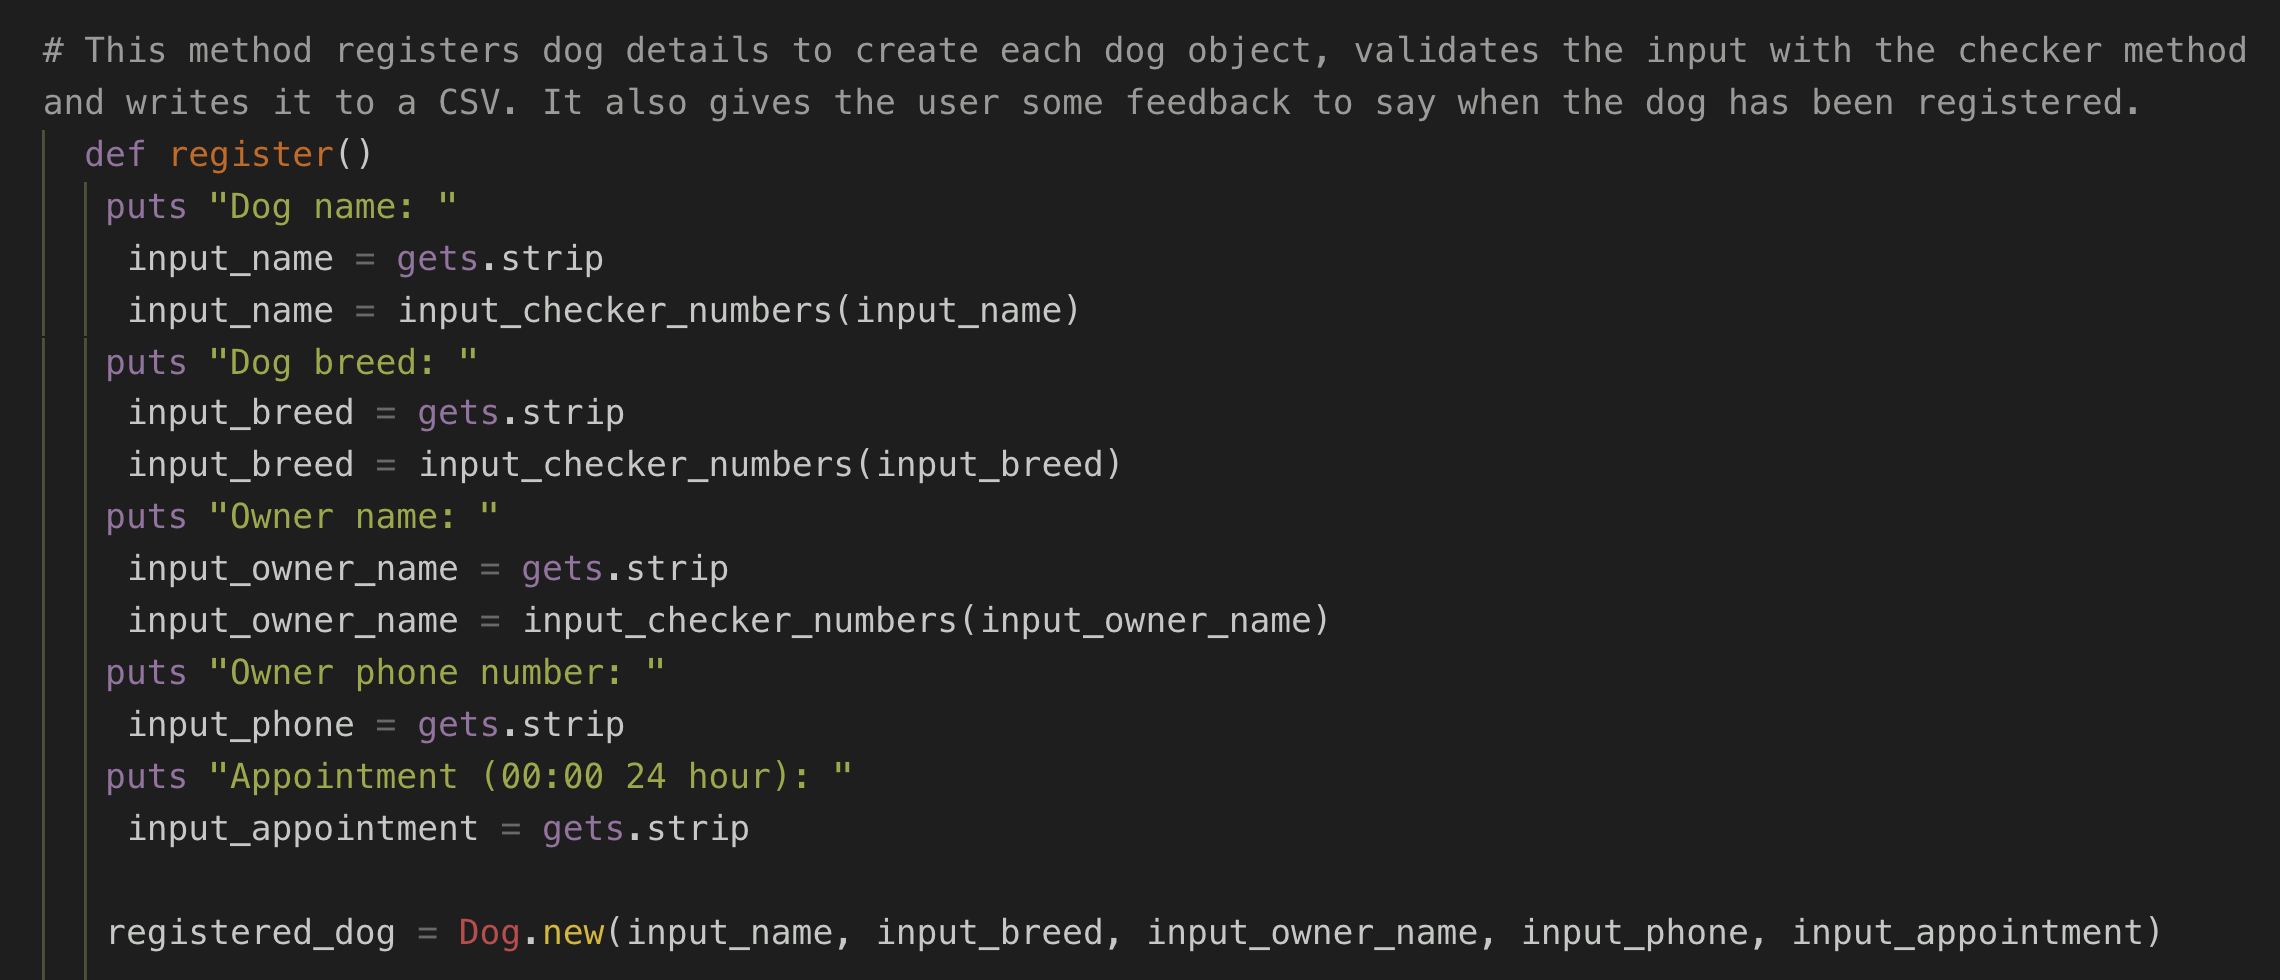 # This method registers dog details to create each dog object, validates the input with the checker method
and writes it to a CSV. It also gives the user some feedback to say when the dog has been registered.
def register()
puts "Dog name: "
input_name = gets.strip
input_name = input_checker_numbers(input_name)
puts "Dog breed: "
input_breed = gets.strip
input_breed = input_checker_numbers(input_breed)
puts "Owner name: "
input_owner_name = gets.strip
input_owner_name = input_checker_numbers(input_owner_name)
puts "Owner phone number: "
input_phone = gets.strip
puts "Appointment (00:00 24 hour): "
input_appointment = gets.strip
registered_dog = Dog.new(input_name, input_breed, input_owner_name, input_phone, input_appointment)